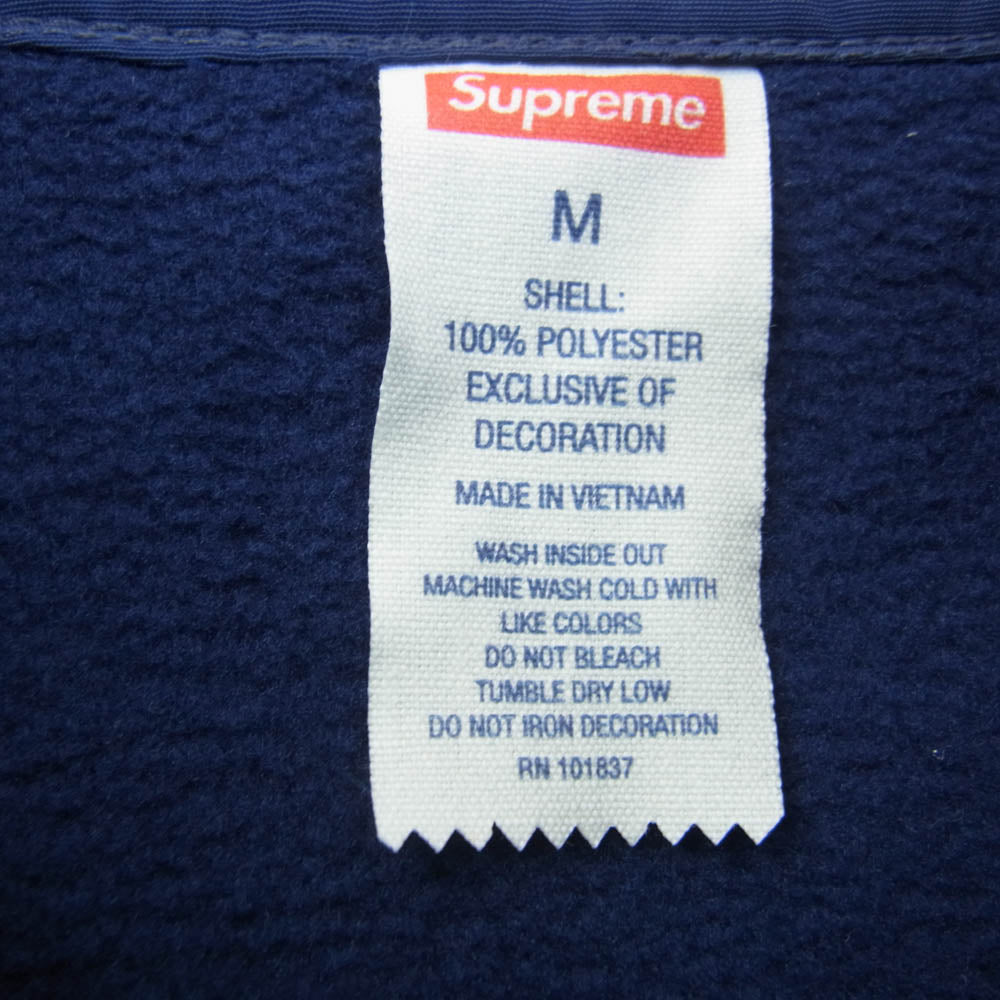 Supreme
M
SHELL:
100% POLYESTER
EXCLUSIVE OF
DECORATION
MADE IN VIETNAM
WASH INSIDE OUT
MACHINE WASH COLD WITH
LIKE COLORS
DO NOT BLEACH
TUMBLE DRY LOW
DO NOT IRON DECORATION
RN 101837